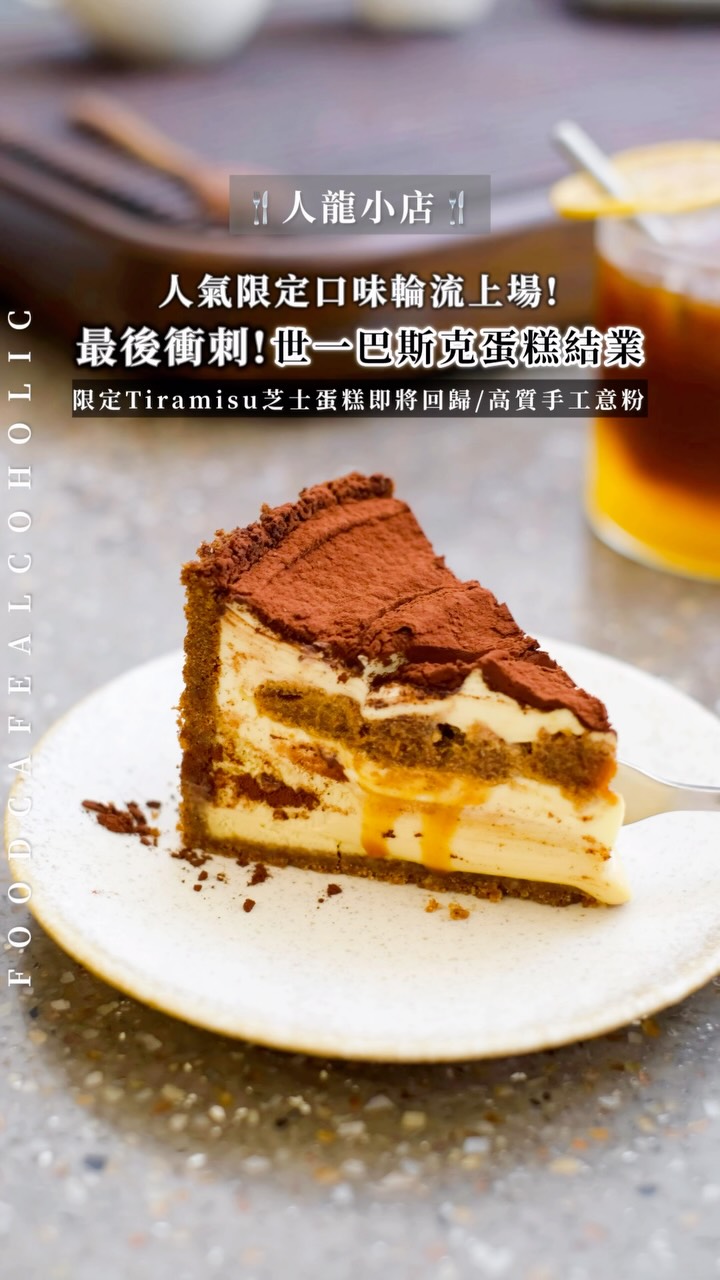 🍴人龍小店🍴
人氣限定口味輪流上場!
最後衝刺!世一巴斯克蛋糕結業
限定Tiramisu芝士蛋糕即將回歸/高質手工意粉
FOODCAFEALCOHOLIC